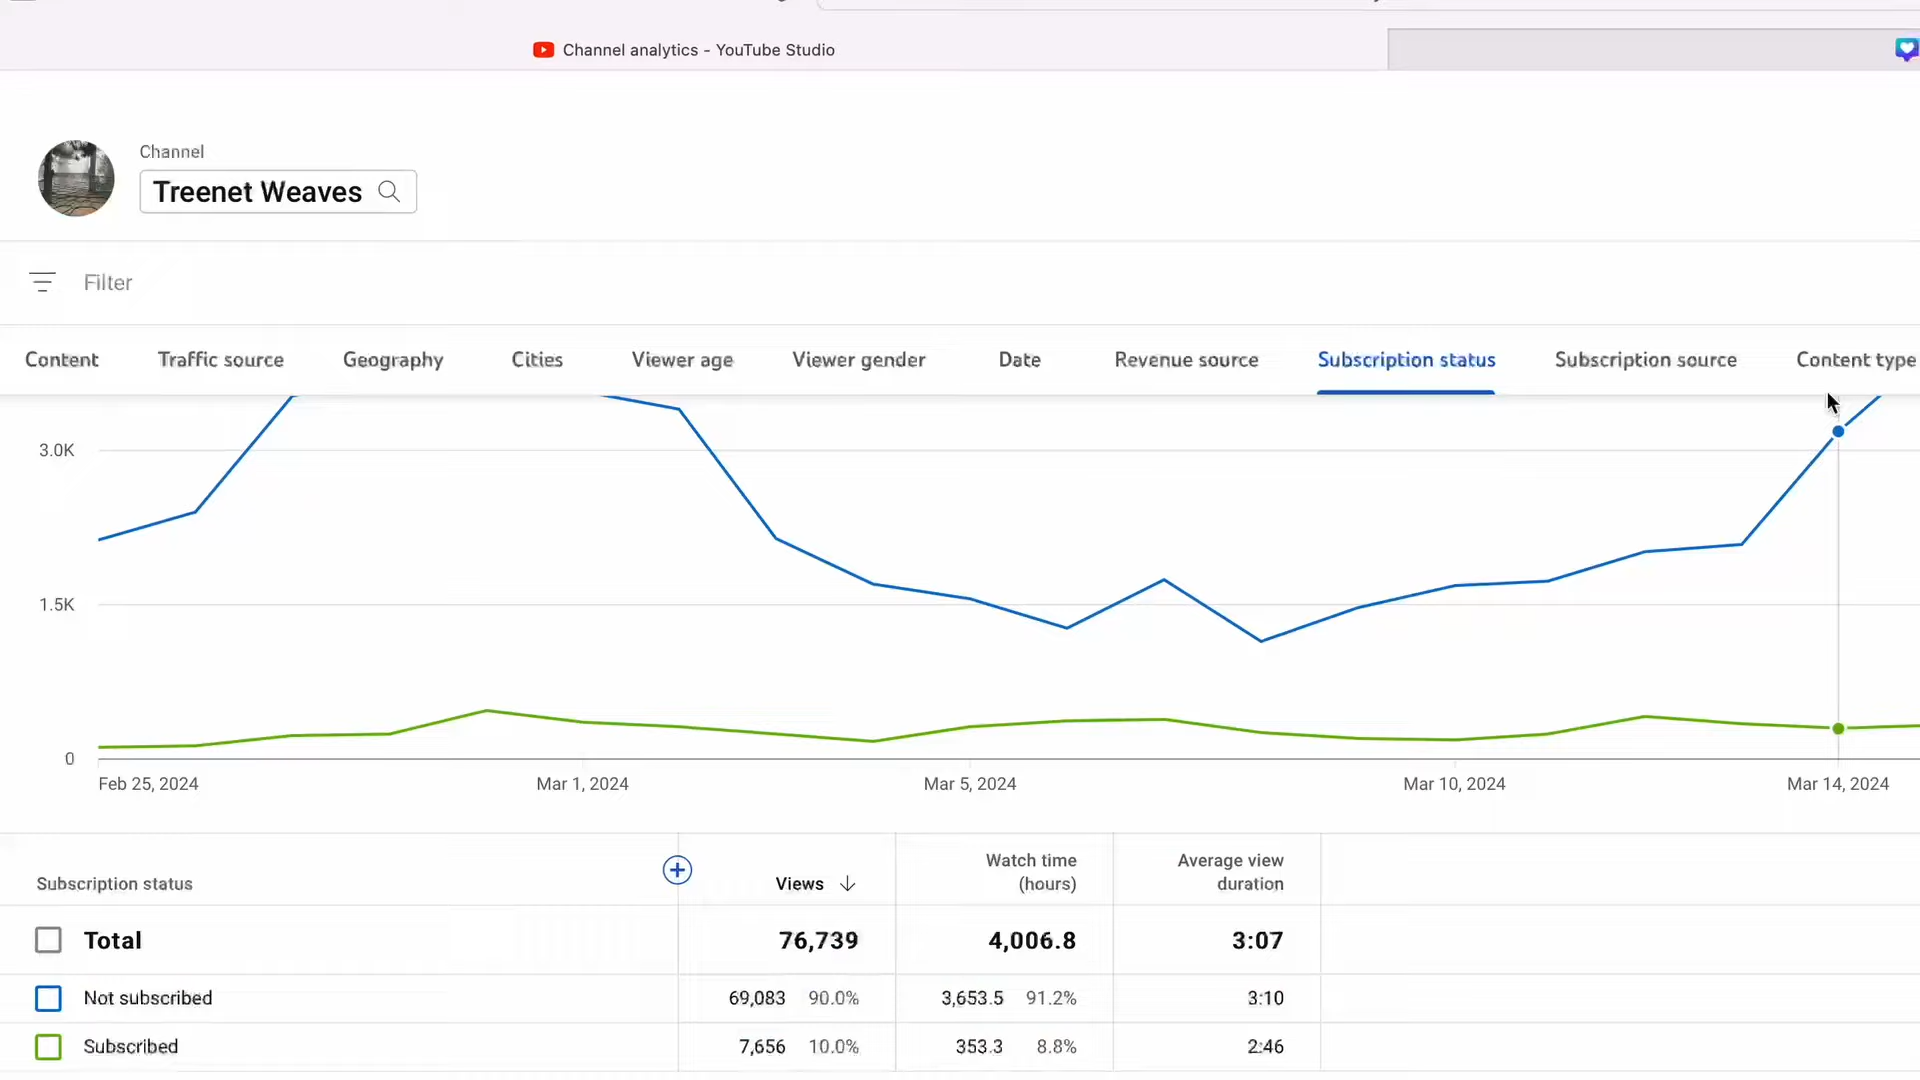 Channel analytics - YouTube Studio
Channel
Treenet Weaves
Filter
Content Traffic source Geography Cities Viewer age Viewer gender Date Revenue source Subscription status Subscription source Content type
3.0K
1.5K
0
Feb 25, 2024 Mar 1, 2024 Mar 5, 2024 Mar 10, 2024 Mar 14, 2024
Subscription status Views Watch time (hours) Average view duration
Total 76,739 4,006.8 3:07
Not subscribed 69,083 90.0% 3,653.5 91.2% 3:10
Subscribed 7,656 10.0% 353.3 8.8% 2:46